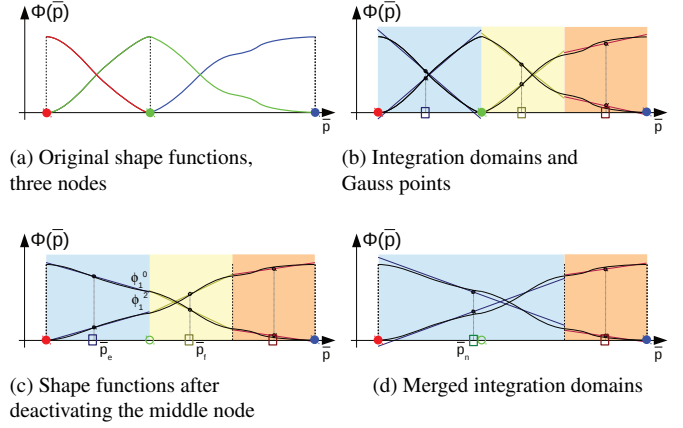 Φ(p̅)
p̅
(a) Original shape functions,
three nodes
Φ(p̅)
p̅
(b) Integration domains and
Gauss points
Φ(p̅)
ϕ₁⁰
ϕ₁²
p̅ₑ
p̅_f
p̅
(c) Shape functions after
deactivating the middle node
Φ(p̅)
p̅ₙ
p̅
(d) Merged integration domains